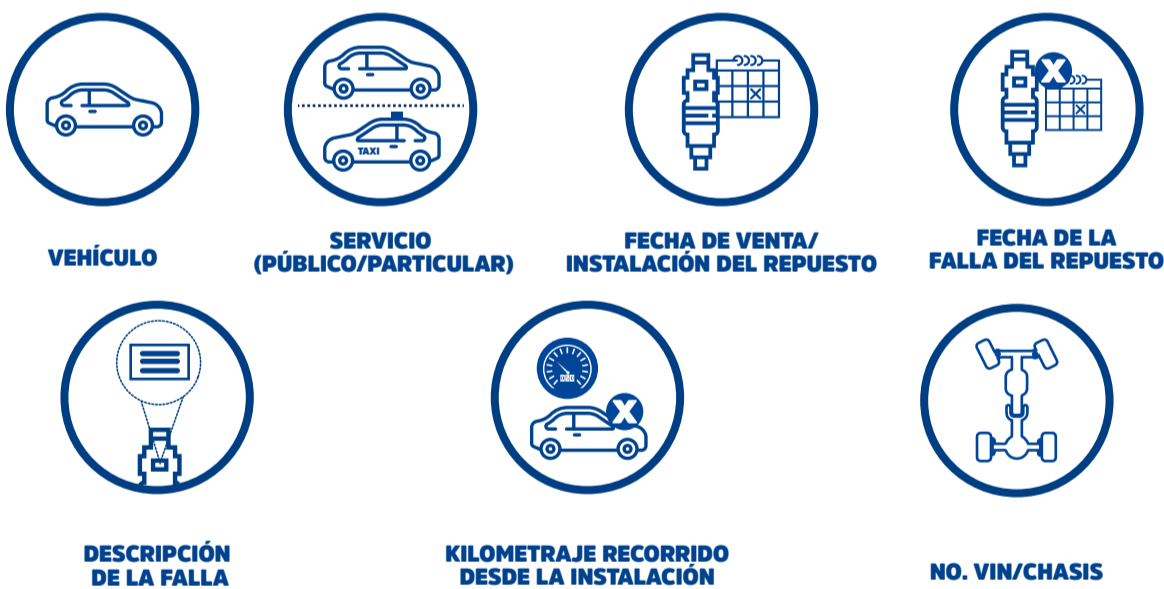 TAXI
X
VEHÍCULO
SERVICIO
(PÚBLICO/PARTICULAR)
FECHA DE VENTA/
INSTALACIÓN DEL REPUESTO
FECHA DE LA
FALLA DEL REPUESTO
X
DESCRIPCIÓN
DE LA FALLA
KILOMETRAJE RECORRIDO
DESDE LA INSTALACIÓN
NO. VIN/CHASIS